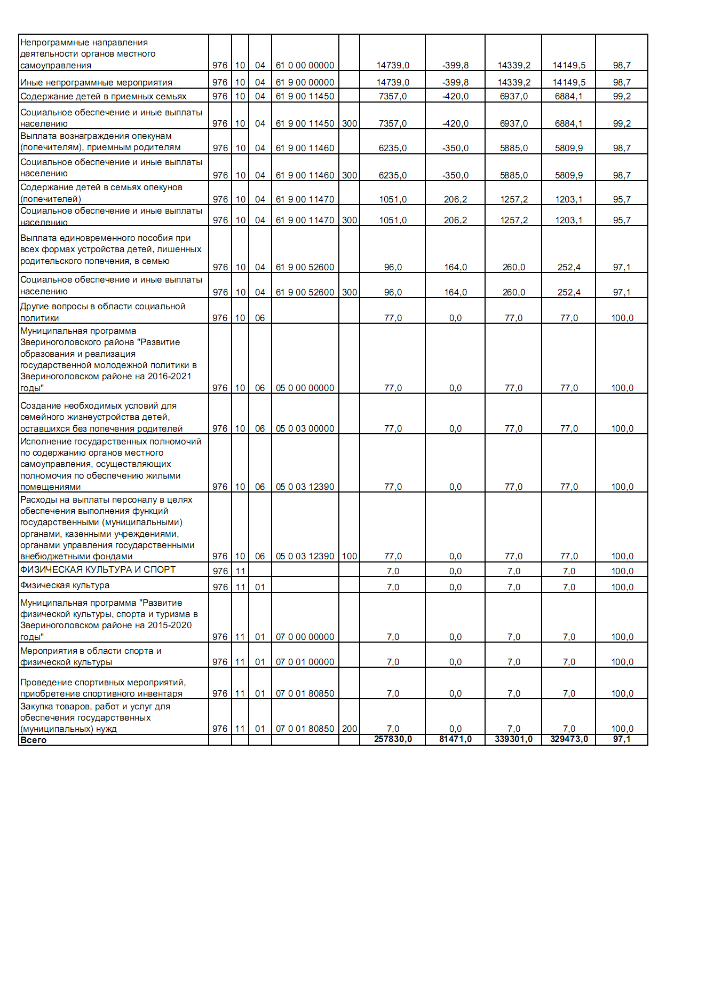 Непрограммные направления
деятельности органов местного
самоуправления 976 10 04 61 0 00 00000 14739,0 -399,8 14339,2 14149,5 98,7
Иные непрограммные мероприятия 976 10 04 61 9 00 00000 14739,0 -399,8 14339,2 14149,5 98,7
Содержание детей в приемных семьях 976 10 04 61 9 00 11450 7357,0 -420,0 6937,0 6884,1 99,2
Социальное обеспечение и иные выплаты
населению 976 10 04 61 9 00 11450 300 7357,0 -420,0 6937,0 6884,1 99,2
Выплата вознаграждения опекунам
(попечителям), приемным родителям 976 10 04 61 9 00 11460 6235,0 -350,0 5885,0 5809,9 98,7
Социальное обеспечение и иные выплаты
населению 976 10 04 61 9 00 11460 300 6235,0 -350,0 5885,0 5809,9 98,7
Содержание детей в семьях опекунов
(попечителей) 976 10 04 61 9 00 11470 1051,0 206,2 1257,2 1203,1 95,7
Социальное обеспечение и иные выплаты
населению 976 10 04 61 9 00 11470 300 1051,0 206,2 1257,2 1203,1 95,7
Выплата единовременного пособия при
всех формах устройства детей, лишенных
родительского попечения, в семью 976 10 04 61 9 00 52600 96,0 164,0 260,0 252,4 97,1
Социальное обеспечение и иные выплаты
населению 976 10 04 61 9 00 52600 300 96,0 164,0 260,0 252,4 97,1
Другие вопросы в области социальной
политики 976 10 06 77,0 0,0 77,0 77,0 100,0
Муниципальная программа
Звериноголовского района "Развитие
образования и реализация
государственной молодежной политики в
Звериноголовском районе на 2016-2021
годы" 976 10 06 05 0 00 00000 77,0 0,0 77,0 77,0 100,0
Создание необходимых условий для
семейного жизнеустройства детей,
оставшихся без попечения родителей 976 10 06 05 0 03 00000 77,0 0,0 77,0 77,0 100,0
Исполнение государственных полномочий
по содержанию органов местного
самоуправления, осуществляющих
полномочия по обеспечению жилыми
помещениями 976 10 06 05 0 03 12390 77,0 0,0 77,0 77,0 100,0
Расходы на выплаты персоналу в целях
обеспечения выполнения функций
государственными (муниципальными)
органами, казенными учреждениями,
органами управления государственными
внебюджетными фондами 976 10 06 05 0 03 12390 100 77,0 0,0 77,0 77,0 100,0
ФИЗИЧЕСКАЯ КУЛЬТУРА И СПОРТ 976 11 7,0 0,0 7,0 7,0 100,0
Физическая культура 976 11 01 7,0 0,0 7,0 7,0 100,0
Муниципальная программа "Развитие
физической культуры, спорта и туризма в
Звериноголовском районе на 2015-2020
годы" 976 11 01 07 0 00 00000 7,0 0,0 7,0 7,0 100,0
Мероприятия в области спорта и
физической культуры 976 11 01 07 0 01 00000 7,0 0,0 7,0 7,0 100,0
Проведение спортивных мероприятий,
приобретение спортивного инвентаря 976 11 01 07 0 01 80850 7,0 0,0 7,0 7,0 100,0
Закупка товаров, работ и услуг для
обеспечения государственных
(муниципальных) нужд 976 11 01 07 0 01 80850 200 7,0 0,0 7,0 7,0 100,0
Всего 257830,0 81471,0 339301,0 329473,0 97,1